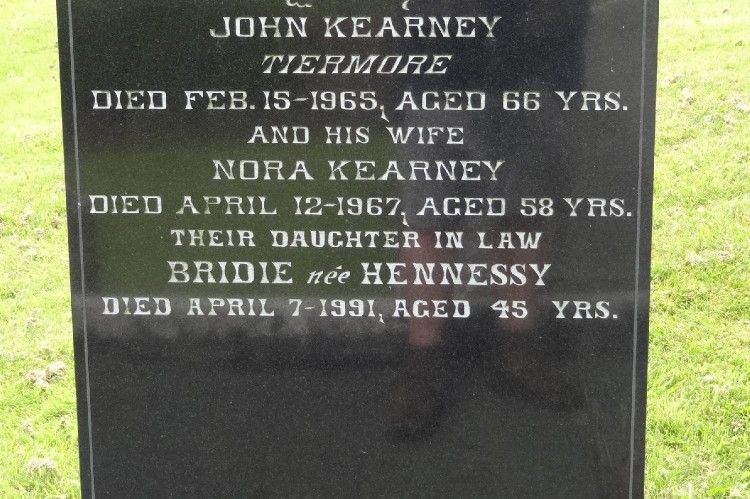 JOHN KEARNEY
TIERMORE
DIED FEB. 15-1965, AGED 66 YRS.
AND HIS WIFE
NORA KEARNEY
DIED APRIL 12-1967, AGED 58 YRS.
THEIR DAUGHTER IN LAW
BRIDIE née HENNESSY
DIED APRIL 7-1991, AGED 45 YRS.